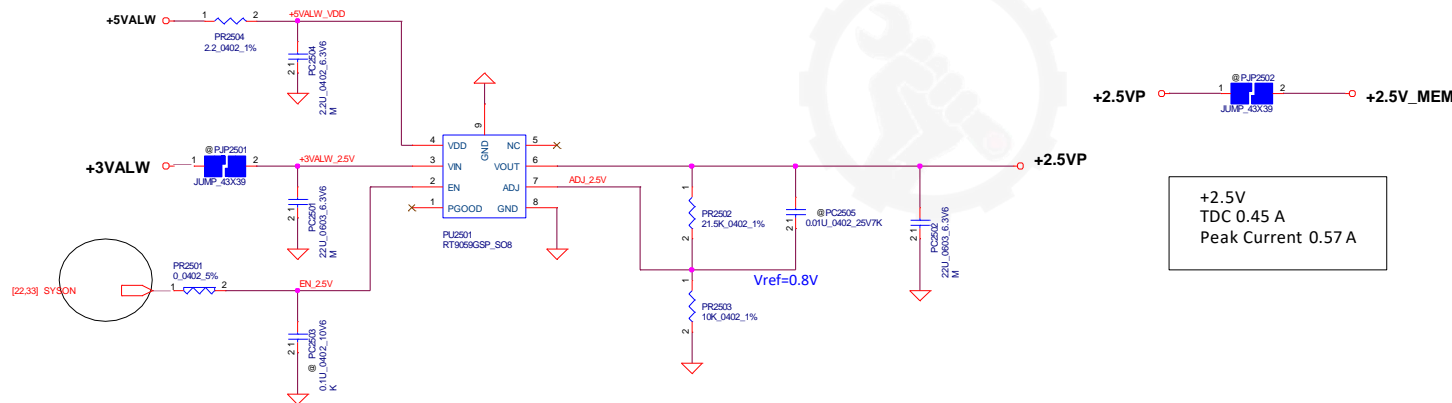 +5VALW
1
2
+5VALW_VDD
PR2504
2.2_0402_1%
2 1
PC2504
2.2U_0402_6.3V6
M
+3VALW
@PJP2501
1
2
JUMP_43X39
+3VALW_2.5V
2 1
PC2501
22U_0603_6.3V6
M
[22,33] SYSON
PR2501
0_0402_5%
1
2
EN_2.5V
2 1
@ PC2503
0.1U_0402_10V6
K
9
GND
4 VDD
NC 5
3 VIN
VOUT 6
2 EN
ADJ 7
1 PGOOD
GND 8
PU2501
RT9059GSP_SO8
ADJ_2.5V
+2.5VP
1
PR2502
21.5K_0402_1%
2
2 1
@PC2505
0.01U_0402_25V7K
2 1
PC2502
22U_0603_6.3V6
M
Vref=0.8V
1
PR2503
10K_0402_1%
2
+2.5VP
@PJP2502
1
2
JUMP_43X39
+2.5V_MEM
+2.5V
TDC 0.45 A
Peak Current 0.57 A